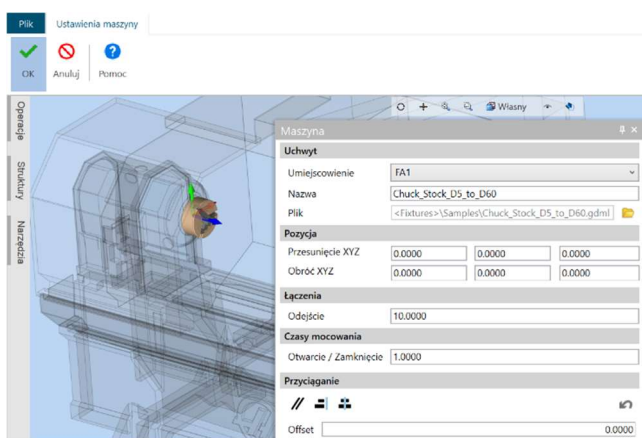 Plik Ustawienia maszyny
OK Anuluj Pomoc
Operacje
Struktury
Narzędzia
Własny
Maszyna
Uchwyt
Umiejscowienie FA1
Nazwa Chuck_Stock_D5_to_D60
Plik <Fixtures>\Samples\Chuck_Stock_D5_to_D60.gdml
Pozycja
Przesunięcie XYZ 0.0000 0.0000 0.0000
Obróć XYZ 0.0000 0.0000 0.0000
Łączenia
Odejście 10.0000
Czasy mocowania
Otwarcie / Zamknięcie 1.0000
Przyciąganie
Offset 0.0000